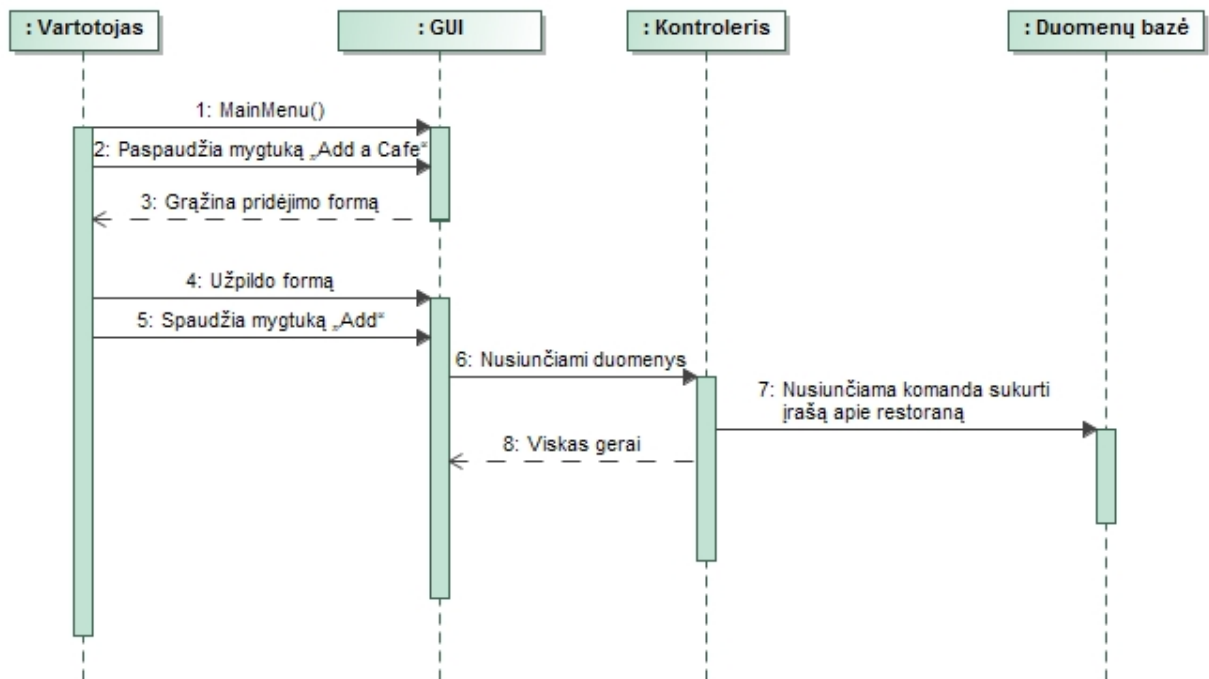 : Vartotojas
: GUI
: Kontroleris
: Duomenų bazė
1: MainMenu()
2: Paspaudžia mygtuką „Add a Cafe“
3: Grąžina pridėjimo formą
4: Užpildo formą
5: Spaudžia mygtuką „Add“
6: Nusiunčiami duomenys
7: Nusiunčiama komanda sukurti
įrašą apie restoraną
8: Viskas gerai